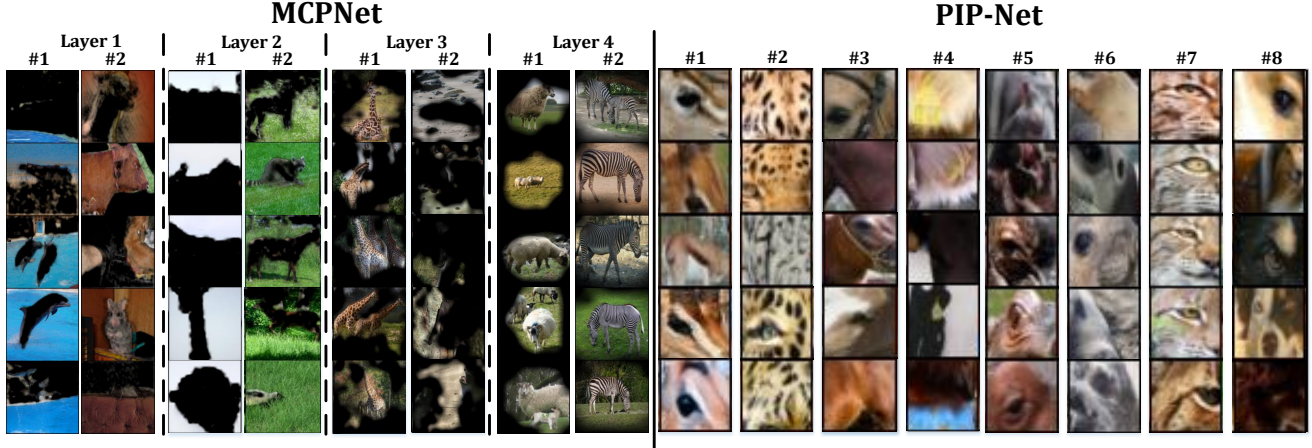 MCPNet
PIP-Net
Layer 1
Layer 2
Layer 3
Layer 4
#1 #2 #1 #2 #1 #2 #1 #2
#1 #2 #3 #4 #5 #6 #7 #8